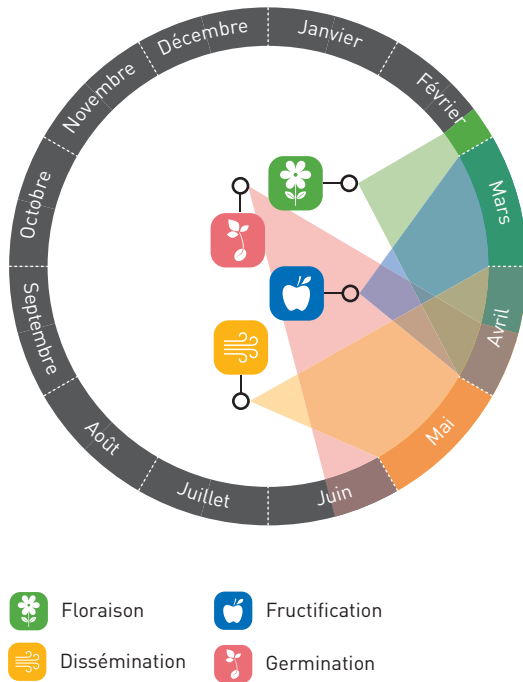 Janvier
Février
Mars
Avril
Mai
Juin
Juillet
Août
Septembre
Octobre
Novembre
Décembre
Floraison
Fructification
Dissémination
Germination